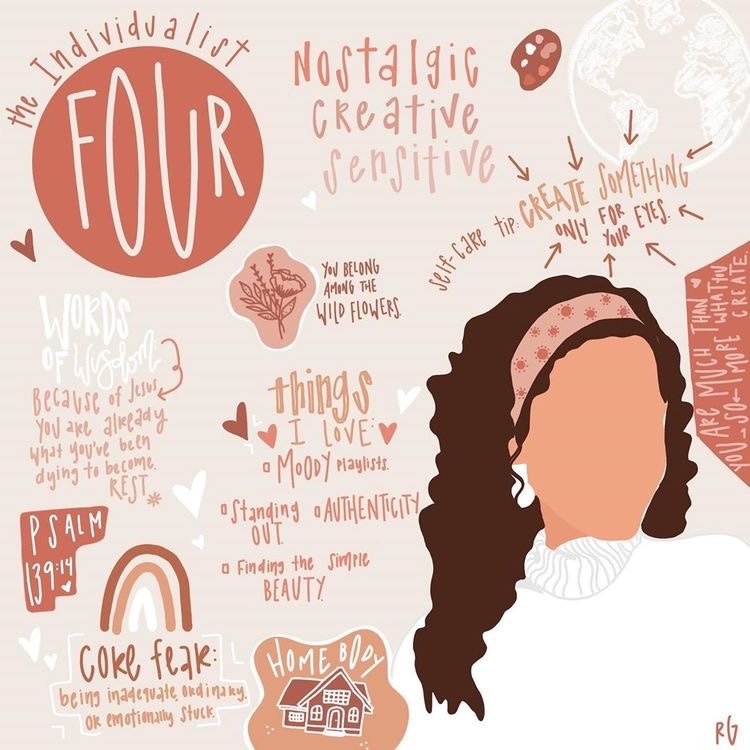 the Individualist
FOUR
Nostalgic
creative
sensitive
self-care tip: CREATE SOMETHING
ONLY FOR
YOUR EYES.
YOU BELONG
AMONG THE
WILD FLOWERS.
YOU ARE MUCH THAN
SO MORE WHAT YOU
CREATE.
WORDS
OF Wisdom
Because of Jesus
you are already
what you've been
dying to become.
REST
things
I LOVE:
MOODY playlists.
Standing
OUT.
AUTHENTICITY
Finding the simple
BEAUTY.
PSALM
139:14
CORE feaR:
being inadequate, ordinary,
OR emotionally stuck.
HOME BODY
RG